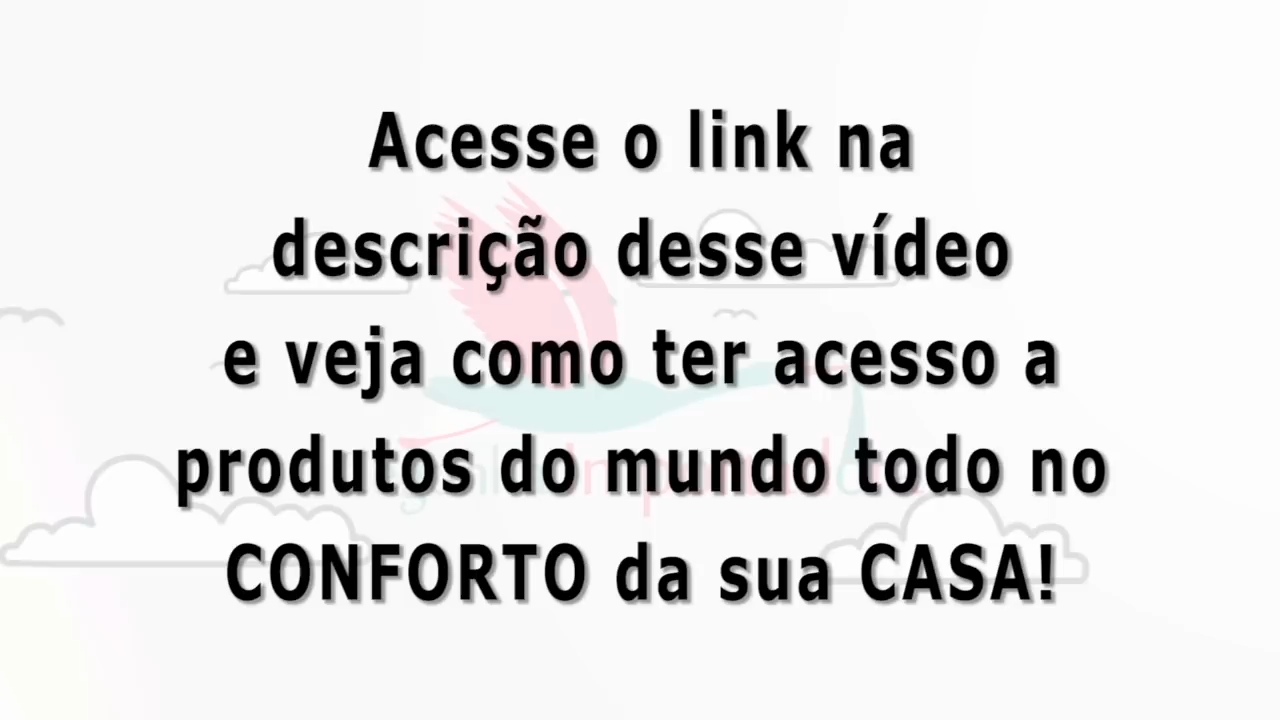 Acesse o link na
descrição desse vídeo
e veja como ter acesso a
produtos do mundo todo no
CONFORTO da sua CASA!